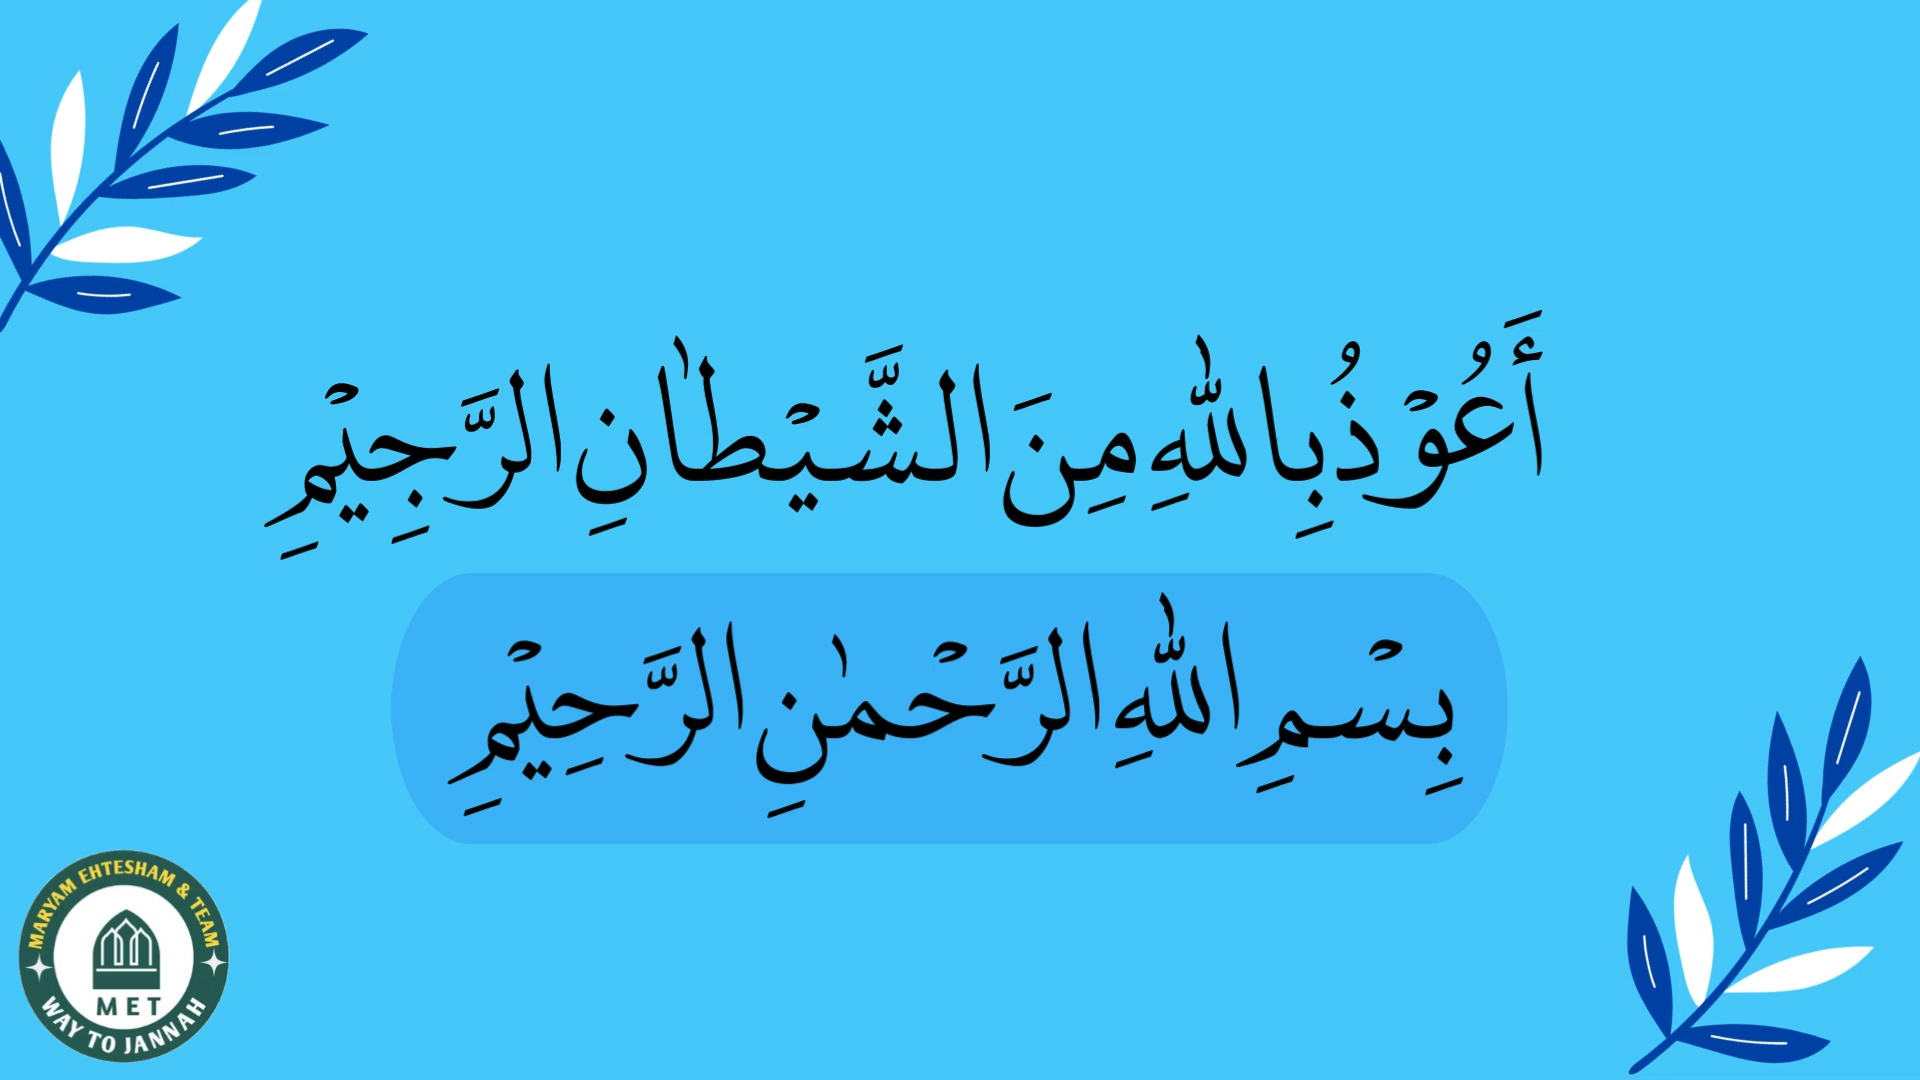 أَعُوْذُبِاللّٰهِ مِنَ الشَّيْطٰانِ الرَّجِيْمِ
بِسْمِ اللّٰهِ الرَّحْمٰنِ الرَّحِيْمِ
MARYAM EHTESHAM & TEAM
MET
WAY TO JANNAH